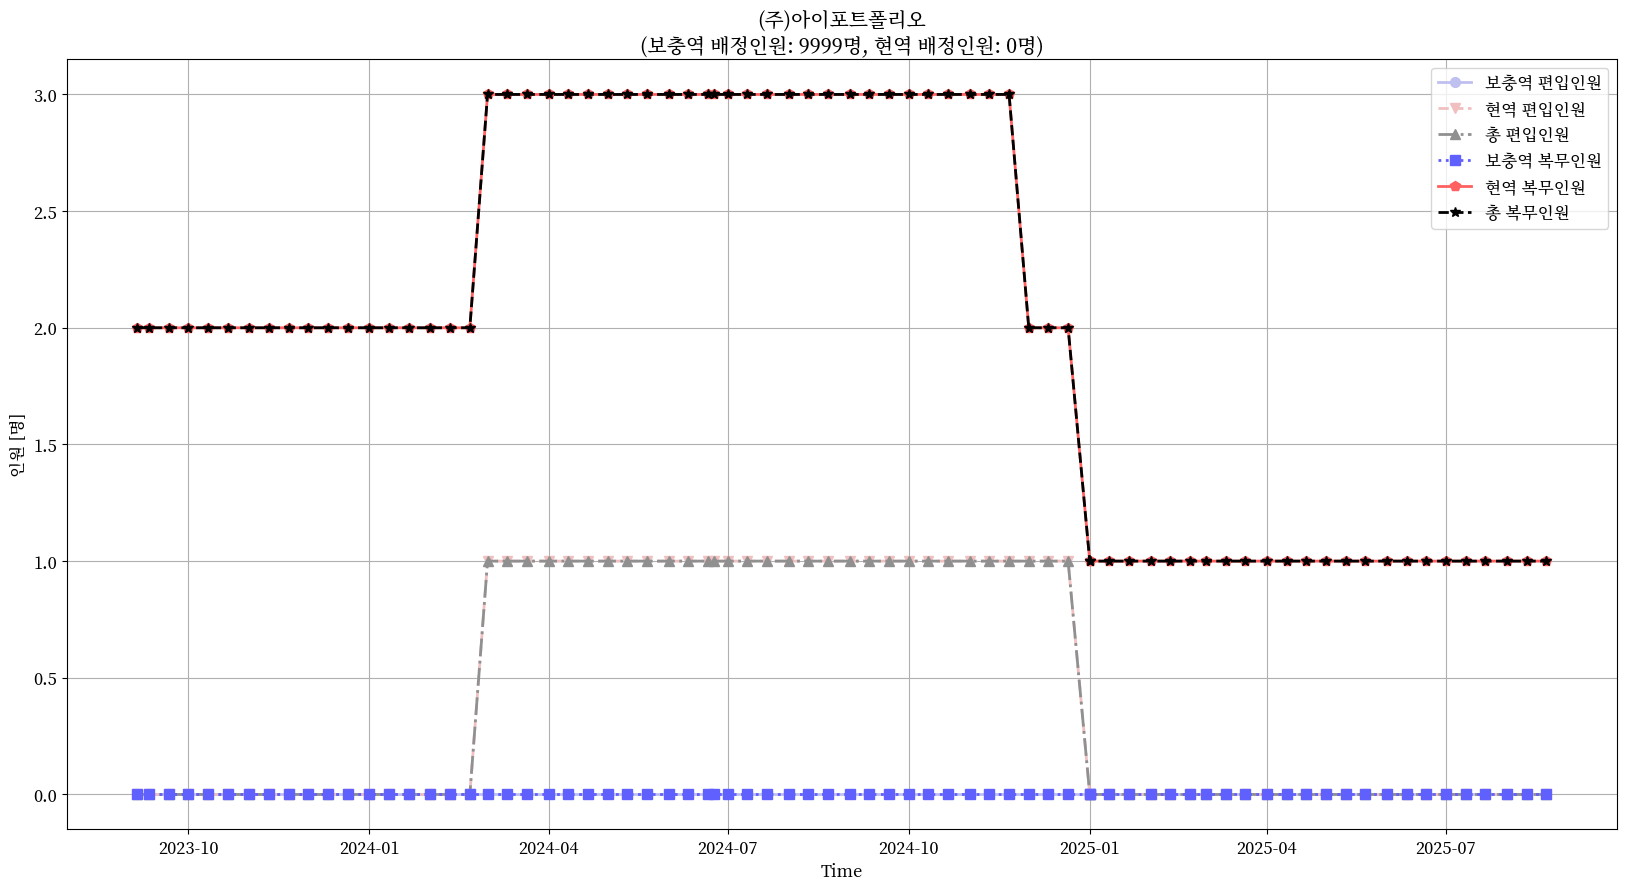 (주)아이포트폴리오
(보충역 배정인원: 9999명, 현역 배정인원: 0명)
보충역 편입인원
현역 편입인원
총 편입인원
보충역 복무인원
현역 복무인원
총 복무인원
3.0
2.5
2.0
1.5
1.0
0.5
0.0
인원 [명]
2023-10
2024-01
2024-04
2024-07
2024-10
2025-01
2025-04
2025-07
Time